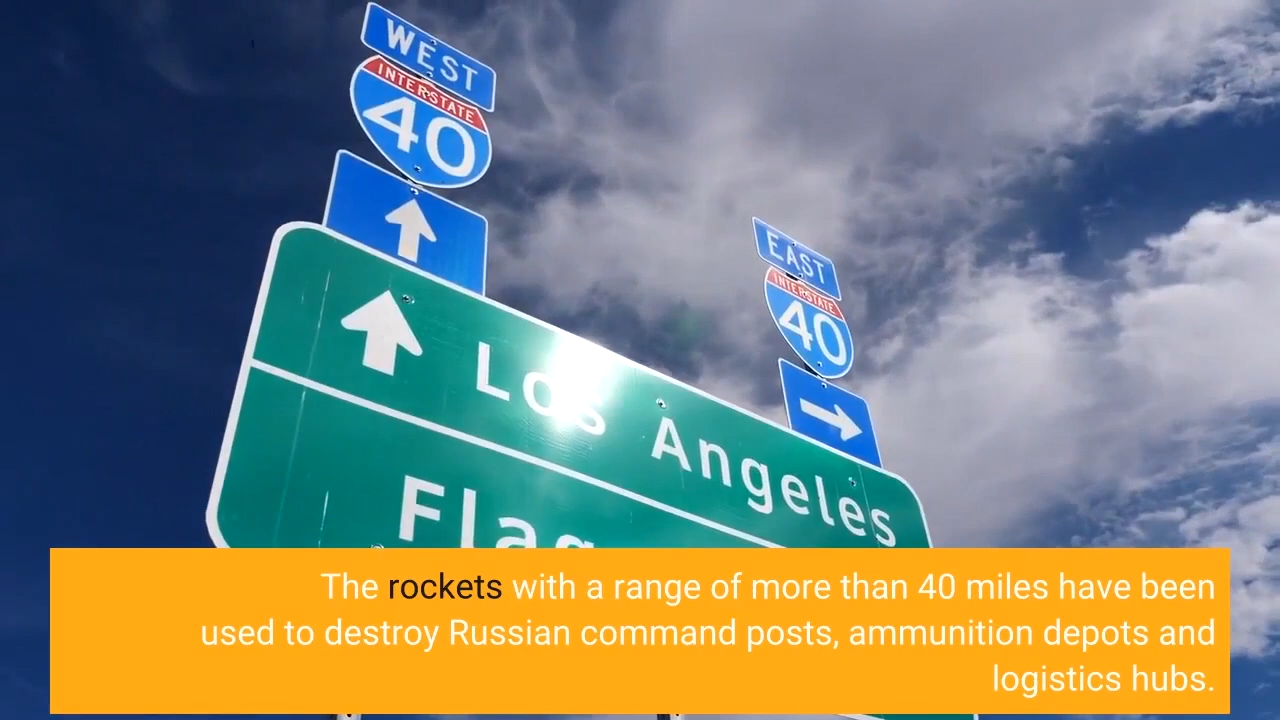 WEST
INTERSTATE
40
EAST
INTERSTATE
40
Los Angeles
Flag
The rockets with a range of more than 40 miles have been
used to destroy Russian command posts, ammunition depots and
logistics hubs.